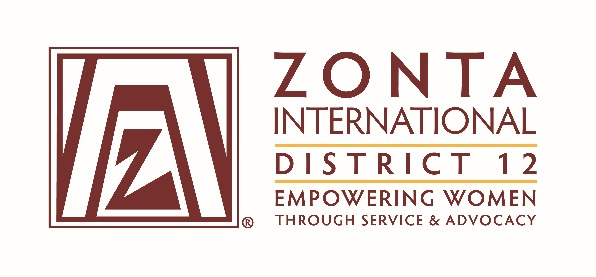 Z
®
ZONTA
INTERNATIONAL
DISTRICT 12
EMPOWERING WOMEN
THROUGH SERVICE & ADVOCACY